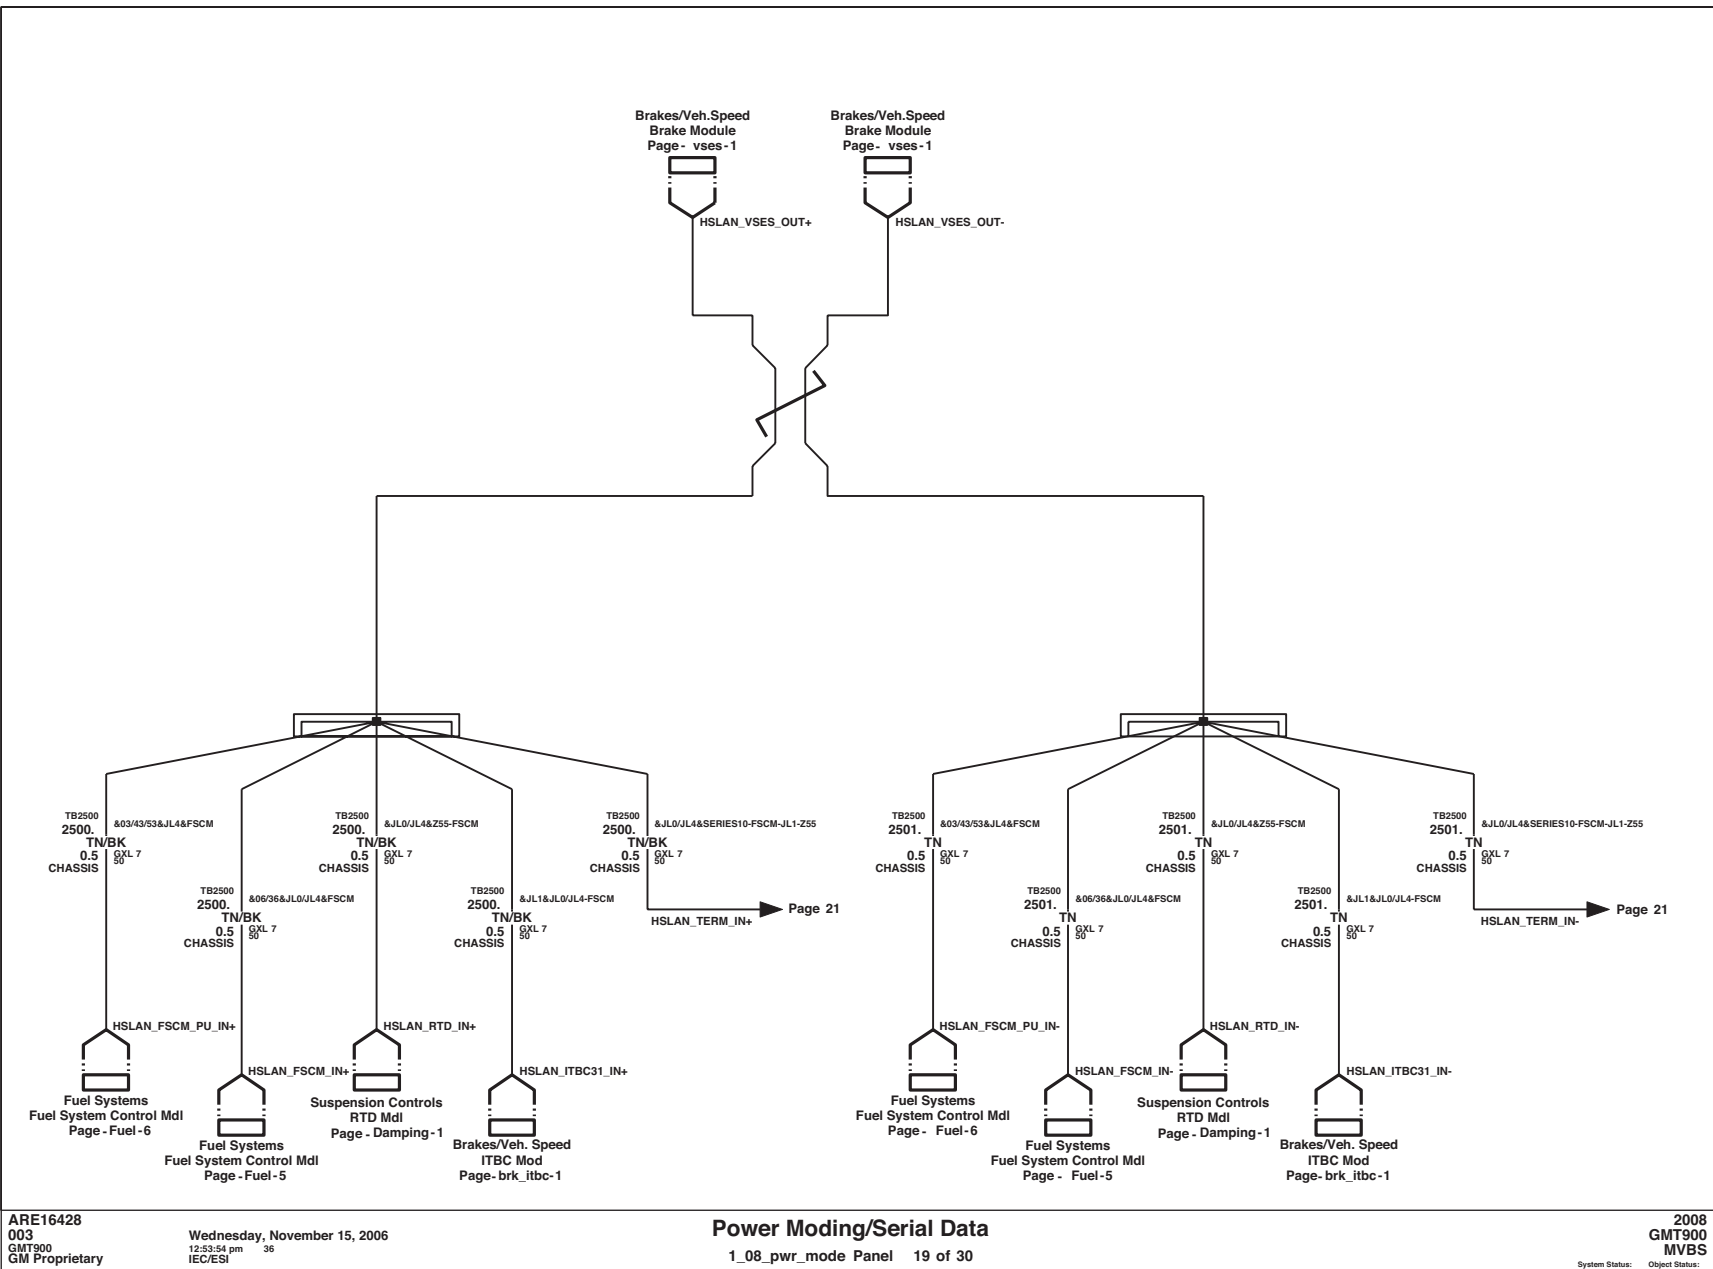 Brakes/Veh.Speed
Brake Module
Page- vses-1
HSLAN_VSES_OUT+
Brakes/Veh.Speed
Brake Module
Page- vses-1
HSLAN_VSES_OUT-
TB2500
2500.
TN/BK
0.5
CHASSIS
&03/43/53&JL4&FSCM
GXL 7
50
TB2500
2500.
TN/BK
0.5
CHASSIS
&06/36&JL0/JL4&FSCM
GXL 7
50
TB2500
2500.
TN/BK
0.5
CHASSIS
&JL0/JL4&Z55-FSCM
GXL 7
50
TB2500
2500.
TN/BK
0.5
CHASSIS
&JL1&JL0/JL4-FSCM
GXL 7
50
TB2500
2500.
TN/BK
0.5
CHASSIS
&JL0/JL4&SERIES10-FSCM-JL1-Z55
GXL 7
50
HSLAN_TERM_IN+
Page 21
HSLAN_FSCM_PU_IN+
Fuel Systems
Fuel System Control Mdl
Page-Fuel-6
HSLAN_FSCM_IN+
Fuel Systems
Fuel System Control Mdl
Page-Fuel-5
HSLAN_RTD_IN+
Suspension Controls
RTD Mdl
Page-Damping-1
HSLAN_ITBC31_IN+
Brakes/Veh. Speed
ITBC Mod
Page-brk_itbc-1
TB2500
2501.
TN
0.5
CHASSIS
&03/43/53&JL4&FSCM
GXL 7
50
TB2500
2501.
TN
0.5
CHASSIS
&06/36&JL0/JL4&FSCM
GXL 7
50
TB2500
2501.
TN
0.5
CHASSIS
&JL0/JL4&Z55-FSCM
GXL 7
50
TB2500
2501.
TN
0.5
CHASSIS
&JL1&JL0/JL4-FSCM
GXL 7
50
TB2500
2501.
TN
0.5
CHASSIS
&JL0/JL4&SERIES10-FSCM-JL1-Z55
GXL 7
50
HSLAN_TERM_IN-
Page 21
HSLAN_FSCM_PU_IN-
Fuel Systems
Fuel System Control Mdl
Page- Fuel-6
HSLAN_FSCM_IN-
Fuel Systems
Fuel System Control Mdl
Page - Fuel-5
HSLAN_RTD_IN-
Suspension Controls
RTD Mdl
Page-Damping-1
HSLAN_ITBC31_IN-
Brakes/Veh. Speed
ITBC Mod
Page-brk_itbc-1
ARE16428
003
GMT900
GM Proprietary
Wednesday, November 15, 2006
12:53:54 pm 36
IEC/ESI
Power Moding/Serial Data
1_08_pwr_mode Panel 19 of 30
2008
GMT900
MVBS
System Status: Object Status: